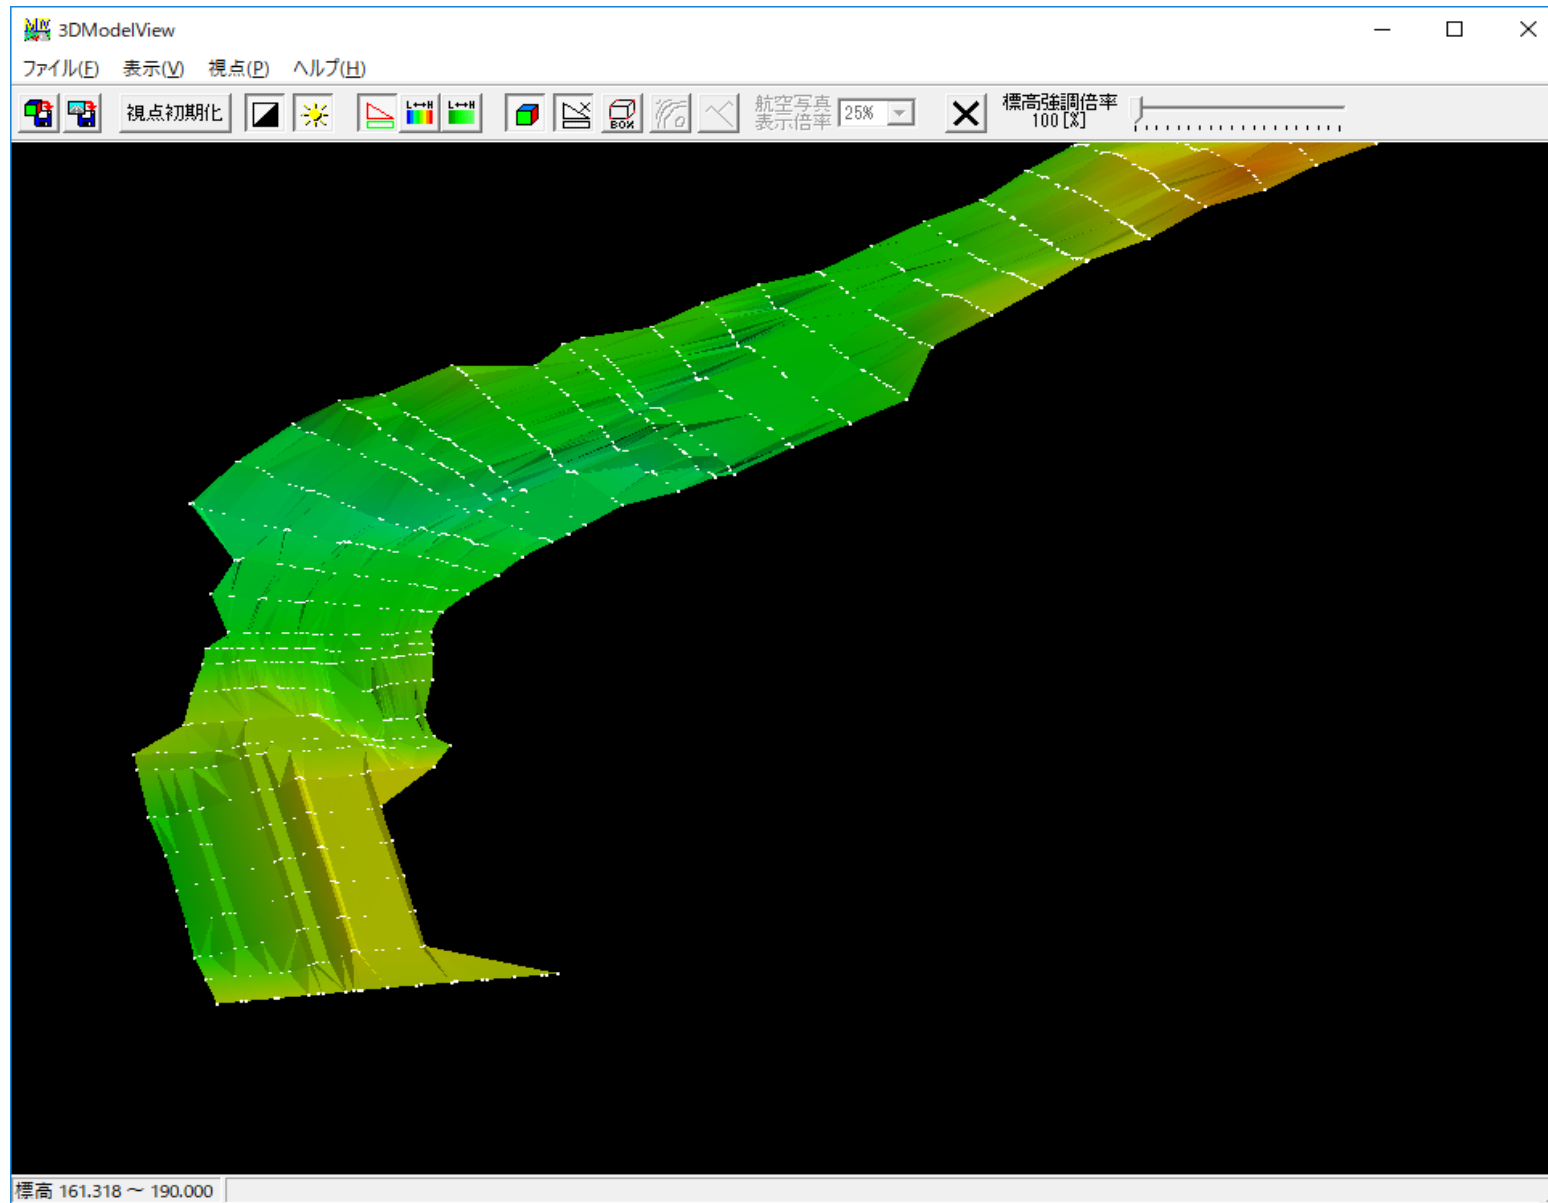 3DModelView
ファイル(F) 表示(V) 視点(P) ヘルプ(H)
視点初期化
L↔H
L↔H
BOX
航空写真
表示倍率
25%
標高強調倍率
100 [%]
標高 161.318 ～ 190.000